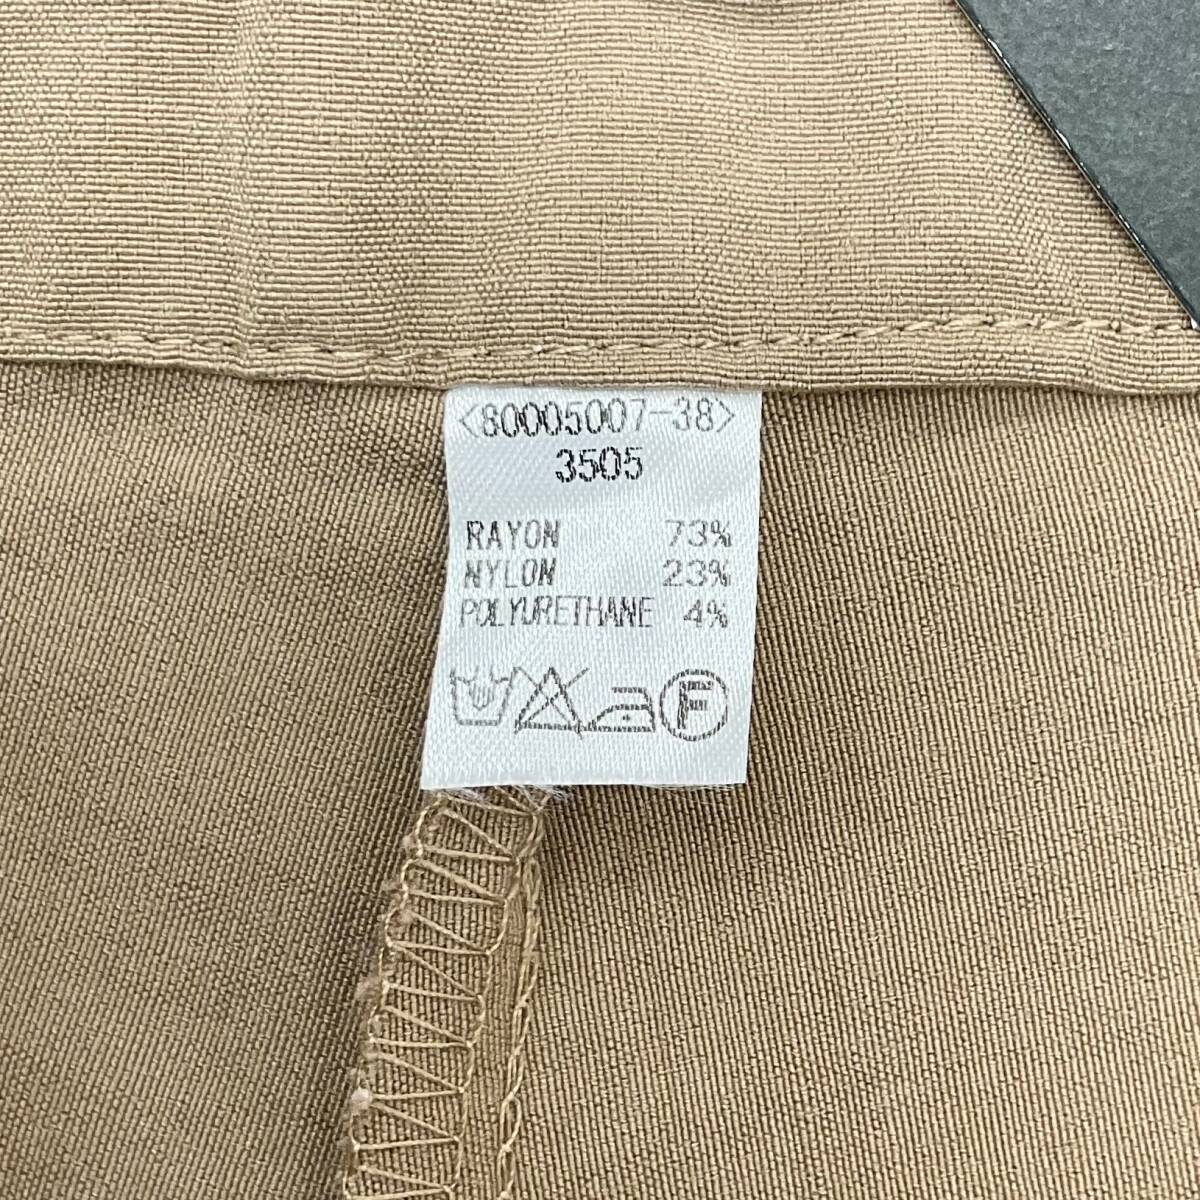 <80005007-38>
3505
RAYON 73%
NYLON 23%
POLYURETHANE 4%
F